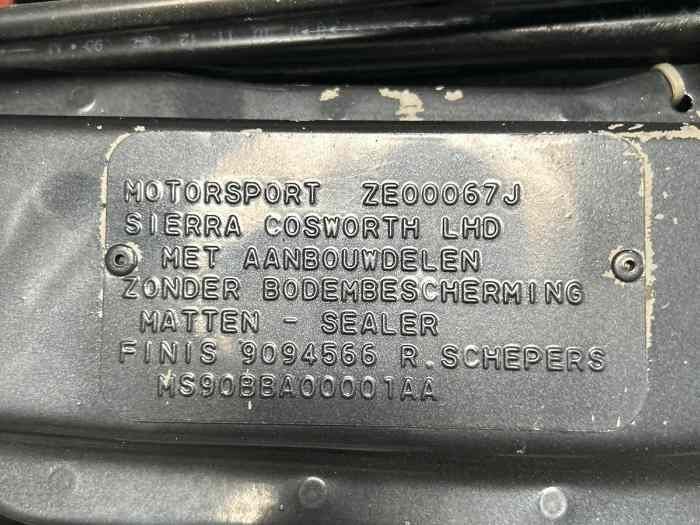 MOTORSPORT ZE00067J
SIERRA COSWORTH LHD
MET AANBOUWDELEN
ZONDER BODEMBESCHERMING
MATTEN - SEALER
FINIS 9094566 R.SCHEPERS
MS90BBA00001AA